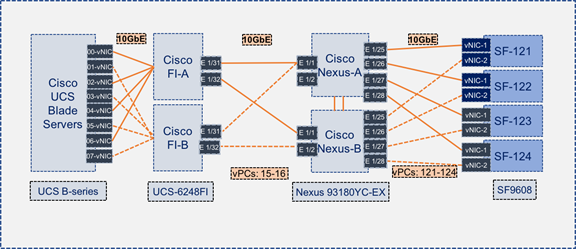 10GbE
10GbE
10GbE
00-vNIC
01-vNIC
02-vNIC
03-vNIC
04-vNIC
05-vNIC
06-vNIC
07-vNIC
Cisco
UCS
Blade
Servers
Cisco
FI-A
E 1/31
E 1/32
Cisco
FI-B
E 1/31
E 1/32
E 1/1
E 1/2
Cisco
Nexus-A
E 1/25
E 1/26
E 1/27
E 1/28
E 1/1
E 1/2
Cisco
Nexus-B
E 1/25
E 1/26
E 1/27
E 1/28
vNIC-1
vNIC-2
SF-121
vNIC-1
vNIC-2
SF-122
vNIC-1
vNIC-2
SF-123
vNIC-1
vNIC-2
SF-124
vPCs: 15-16
vPCs: 121-124
UCS B-series
UCS-6248FI
Nexus 93180YC-EX
SF9608